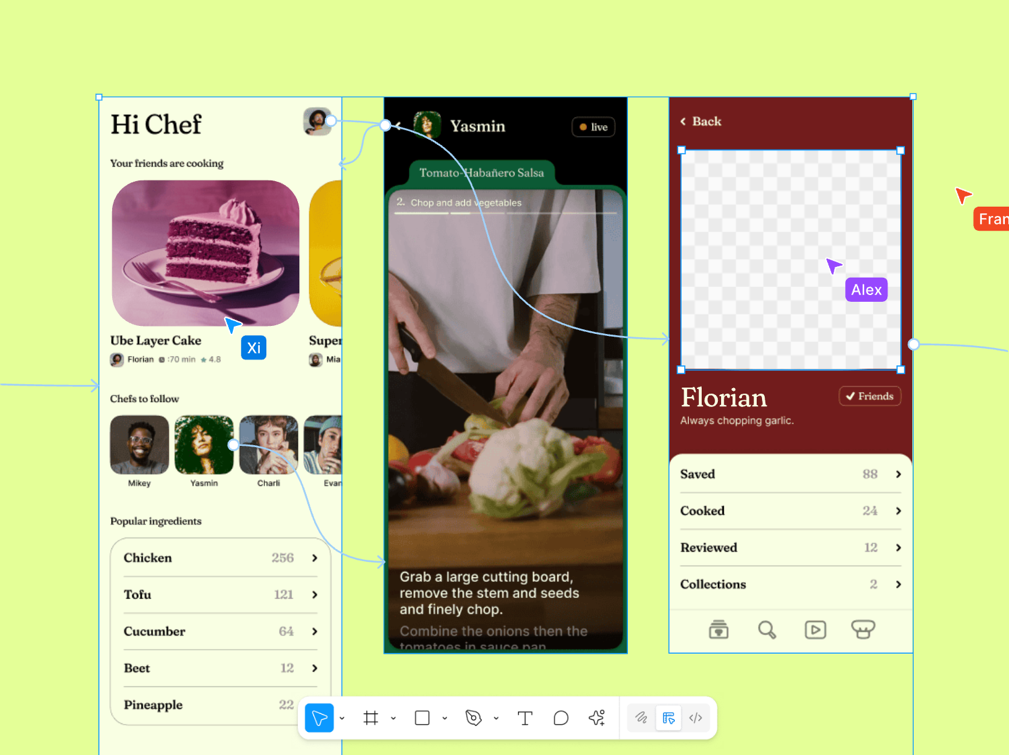 Hi Chef
Your friends are cooking
Ube Layer Cake
Florian :70 min 4.8
Super
Mia
Xi
Chefs to follow
Mikey
Yasmin
Charli
Evan
Popular ingredients
Chicken 256
Tofu 121
Cucumber 64
Beet 12
Pineapple 22
Yasmin
live
Tomato-Habañero Salsa
2. Chop and add vegetables
Grab a large cutting board,
remove the stem and seeds
and finely chop.
Combine the onions then the
tomatoes in sauce pan
Back
Alex
Florian
Friends
Always chopping garlic.
Saved 88
Cooked 24
Reviewed 12
Collections 2
Fran